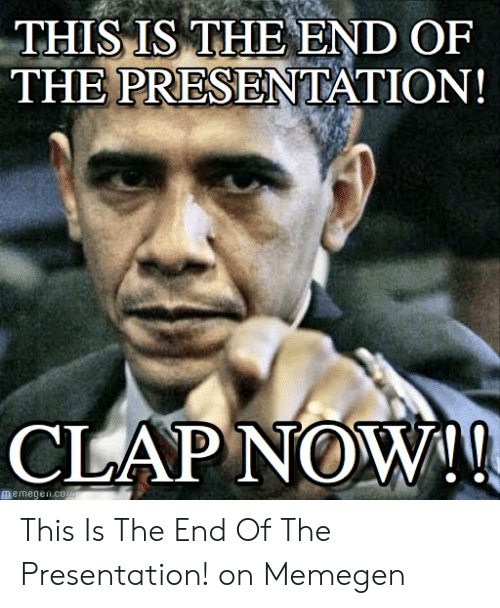 THIS IS THE END OF
THE PRESENTATION!
CLAP NOW!!
memegen.com
This Is The End Of The
Presentation! on Memegen